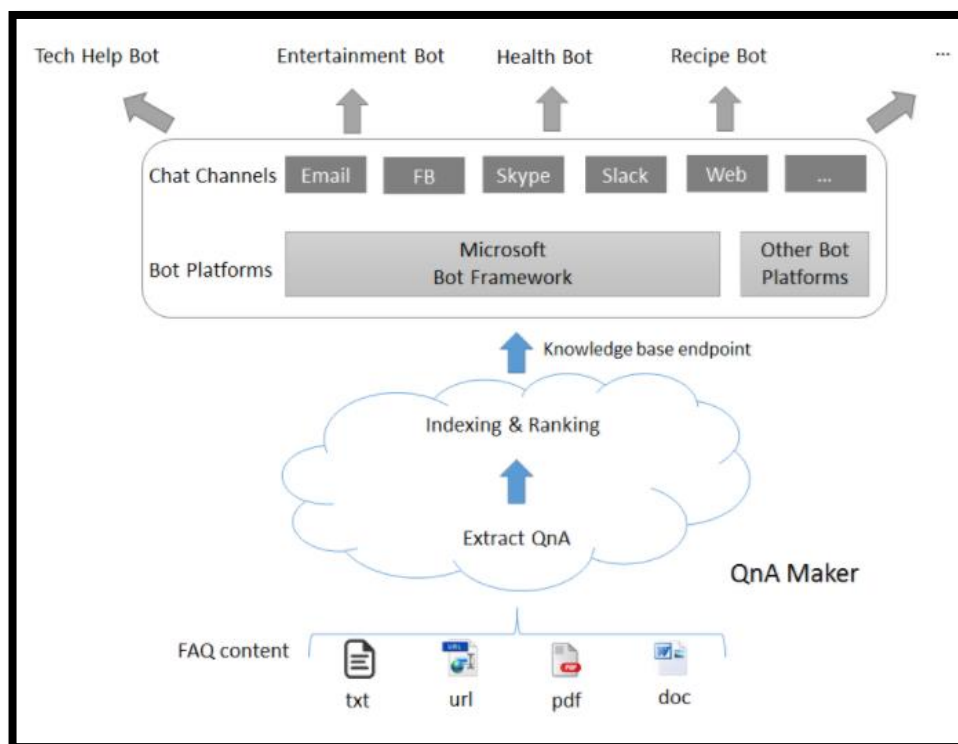 Tech Help Bot
Entertainment Bot
Health Bot
Recipe Bot
...
Chat Channels
Email
FB
Skype
Slack
Web
...
Bot Platforms
Microsoft
Bot Framework
Other Bot
Platforms
Knowledge base endpoint
Indexing & Ranking
Extract QnA
QnA Maker
FAQ content
URL
PDF
txt
url
pdf
doc